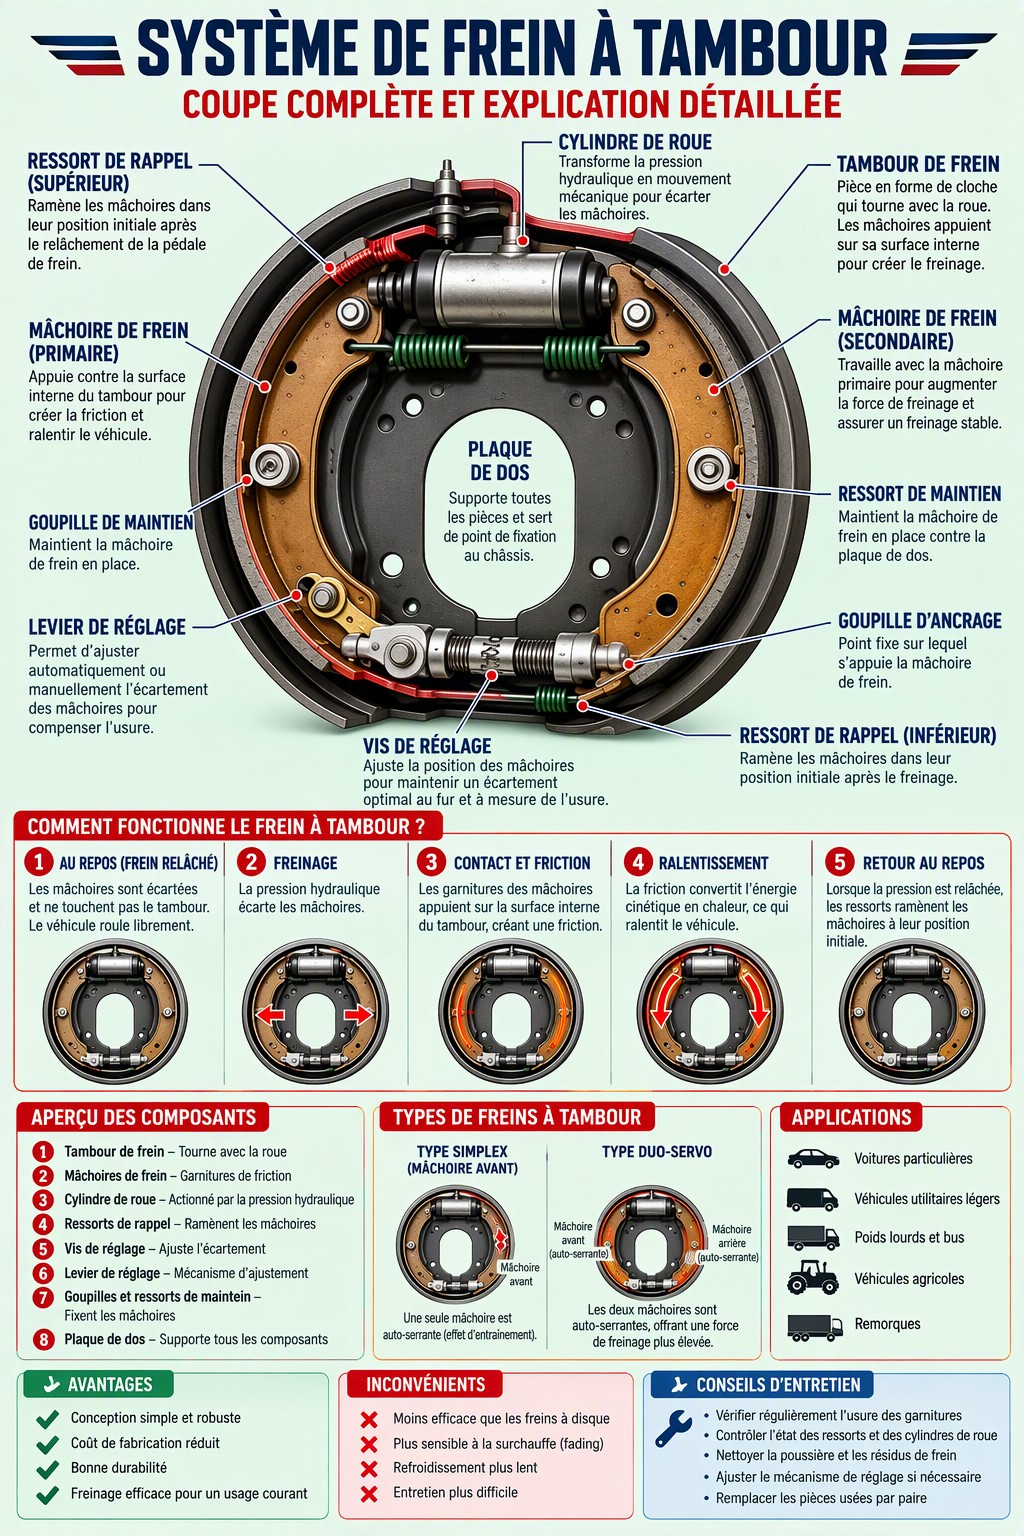 SYSTÈME DE FREIN À TAMBOUR
COUPE COMPLÈTE ET EXPLICATION DÉTAILLÉE
RESSORT DE RAPPEL
(SUPÉRIEUR)
Ramène les mâchoires dans
leur position initiale après
le relâchement de la pédale
de frein.
CYLINDRE DE ROUE
Transforme la pression
hydraulique en mouvement
mécanique pour écarter
les mâchoires.
TAMBOUR DE FREIN
Pièce en forme de cloche
qui tourne avec la roue.
Les mâchoires appuient
sur sa surface interne
pour créer le freinage.
MÂCHOIRE DE FREIN
(PRIMAIRE)
Appuie contre la surface
interne du tambour pour
créer la friction et
ralentir le véhicule.
MÂCHOIRE DE FREIN
(SECONDAIRE)
Travaille avec la mâchoire
primaire pour augmenter
la force de freinage et
assurer un freinage stable.
PLAQUE
DE DOS
Supporte toutes
les pièces et sert
de point de fixation
au châssis.
GOUPILLE DE MAINTIEN
Maintient la mâchoire
de frein en place.
RESSORT DE MAINTIEN
Maintient la mâchoire de
frein en place contre la
plaque de dos.
LEVIER DE RÉGLAGE
Permet d'ajuster
automatiquement ou
manuellement l'écartement
des mâchoires pour
compenser l'usure.
GOUPILLE D'ANCRAGE
Point fixe sur lequel
s'appuie la mâchoire
de frein.
VIS DE RÉGLAGE
Ajuste la position des mâchoires
pour maintenir un écartement
optimal au fur et à mesure de l'usure.
RESSORT DE RAPPEL (INFÉRIEUR)
Ramène les mâchoires dans leur
position initiale après le freinage.
COMMENT FONCTIONNE LE FREIN À TAMBOUR ?
1 AU REPOS (FREIN RELÂCHÉ)
Les mâchoires sont écartées
et ne touchent pas le tambour.
Le véhicule roule librement.
2 FREINAGE
La pression hydraulique
écarte les mâchoires.
3 CONTACT ET FRICTION
Les garnitures des mâchoires
appuient sur la surface interne
du tambour, créant une friction.
4 RALENTISSEMENT
La friction convertit l'énergie
cinétique en chaleur, ce qui
ralentit le véhicule.
5 RETOUR AU REPOS
Lorsque la pression est relâchée,
les ressorts ramènent les
mâchoires à leur position
initiale.
APERÇU DES COMPOSANTS
1 Tambour de frein – Tourne avec la roue
2 Mâchoires de frein – Garnitures de friction
3 Cylindre de roue – Actionné par la pression hydraulique
4 Ressorts de rappel – Ramènent les mâchoires
5 Vis de réglage – Ajuste l'écartement
6 Levier de réglage – Mécanisme d'ajustement
7 Goupilles et ressorts de maintein –
Fixent les mâchoires
8 Plaque de dos – Supporte tous les composants
TYPES DE FREINS À TAMBOUR
TYPE SIMPLEX
(MÂCHOIRE AVANT)
Mâchoire
avant
Une seule mâchoire est
auto-serrante (effet d'entrainement).
TYPE DUO-SERVO
Mâchoire
avant
(auto-serrante)
Mâchoire
arrière
(auto-serrante)
Les deux mâchoires sont
auto-serrantes, offrant une force
de freinage plus élevée.
APPLICATIONS
Voitures particulières
Véhicules utilitaires légers
Poids lourds et bus
Véhicules agricoles
Remorques
AVANTAGES
Conception simple et robuste
Coût de fabrication réduit
Bonne durabilité
Freinage efficace pour un usage courant
INCONVÉNIENTS
Moins efficace que les freins à disque
Plus sensible à la surchauffe (fading)
Refroidissement plus lent
Entretien plus difficile
CONSEILS D'ENTRETIEN
• Vérifier régulièrement l'usure des garnitures
• Contrôler l'état des ressorts et des cylindres de roue
• Nettoyer la poussière et les résidus de frein
• Ajuster le mécanisme de réglage si nécessaire
• Remplacer les pièces usées par paire